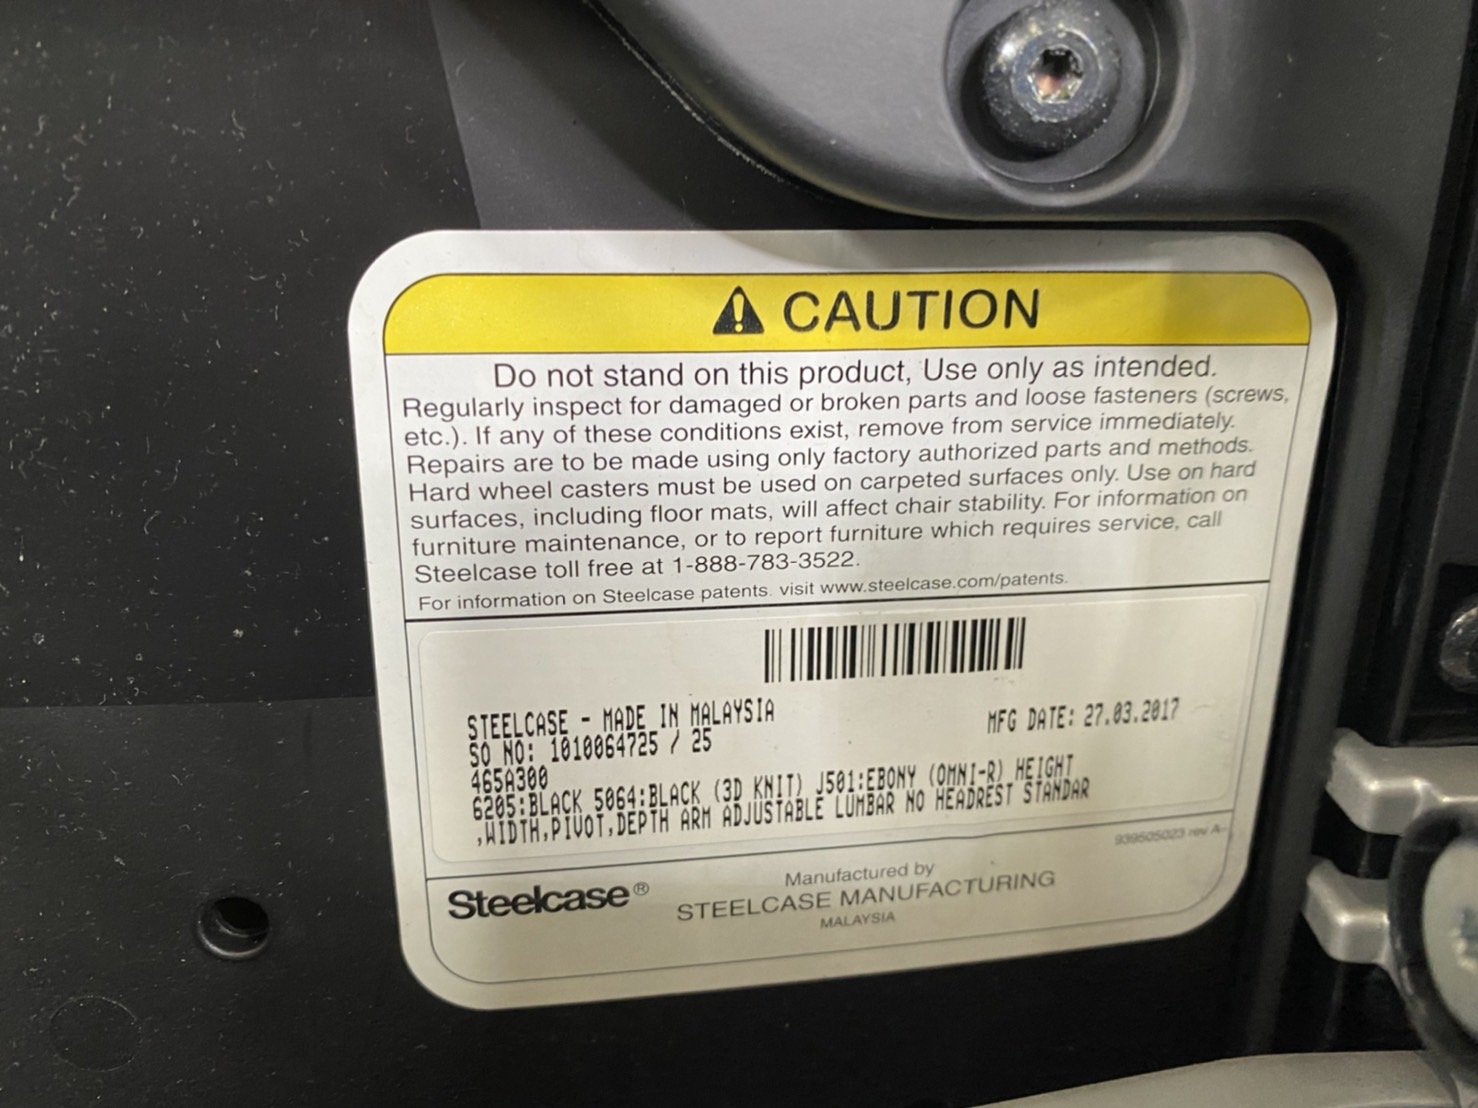 CAUTION
Do not stand on this product, Use only as intended.
Regularly inspect for damaged or broken parts and loose fasteners (screws,
etc.). If any of these conditions exist, remove from service immediately.
Repairs are to be made using only factory authorized parts and methods.
Hard wheel casters must be used on carpeted surfaces only. Use on hard
surfaces, including floor mats, will affect chair stability. For information on
furniture maintenance, or to report furniture which requires service, call
Steelcase toll free at 1-888-783-3522.
For information on Steelcase patents. visit www.steelcase.com/patents.
STEELCASE - MADE IN MALAYSIA
MFG DATE: 27.03.2017
SO NO: 1010064725 / 25
465A300
6205:BLACK 5064:BLACK (3D KNIT) J501:EBONY (OMNI-R) HEIGHT
,WIDTH,PIVOT,DEPTH ARM ADJUSTABLE LUMBAR NO HEADREST STANDAR
939505023 rev A-
Steelcase®
Manufactured by
STEELCASE MANUFACTURING
MALAYSIA